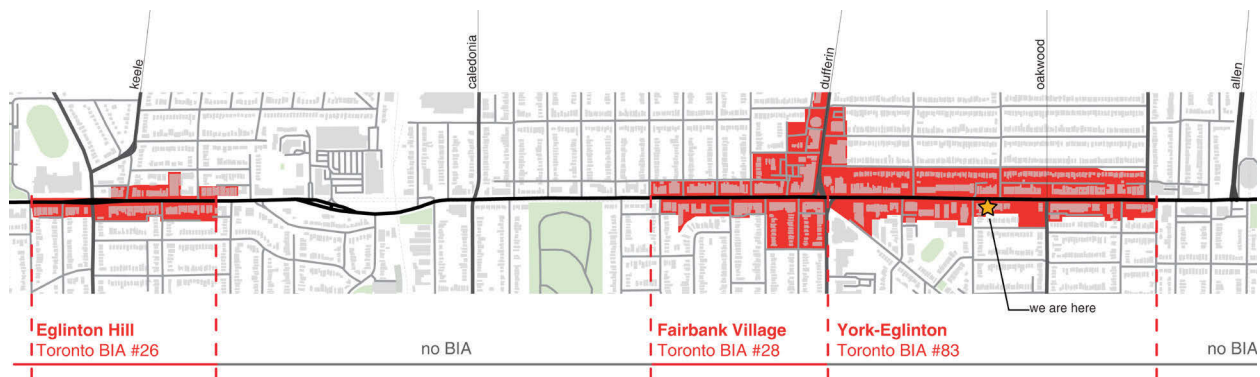 keele
caledonia
dufferin
oakwood
allen
we are here
Eglinton Hill
Toronto BIA #26
no BIA
Fairbank Village
Toronto BIA #28
York-Eglinton
Toronto BIA #83
no BIA